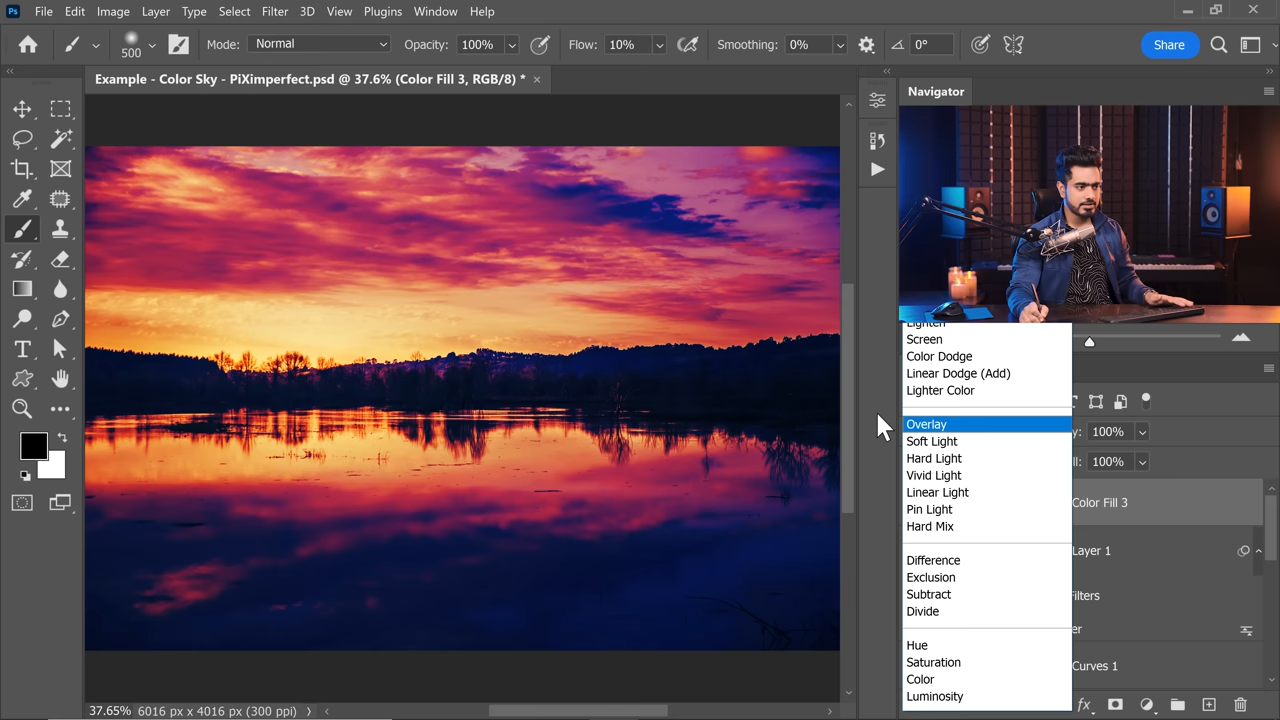 Ps File Edit Image Layer Type Select Filter 3D View Plugins Window Help
500 Mode: Normal Opacity: 100% Flow: 10% Smoothing: 0% 0° Share
Example - Color Sky - PiXimperfect.psd @ 37.6% (Color Fill 3, RGB/8) * ×
Navigator
Lighten
Screen
Color Dodge
Linear Dodge (Add)
Lighter Color
Overlay
100%
Soft Light
Hard Light
100%
Vivid Light
Linear Light
Color Fill 3
Pin Light
Hard Mix
Layer 1
Difference
Exclusion
Subtract
Divide
Hue
Saturation
Curves 1
Color
Luminosity
fx
37.65% 6016 px x 4016 px (300 ppi)